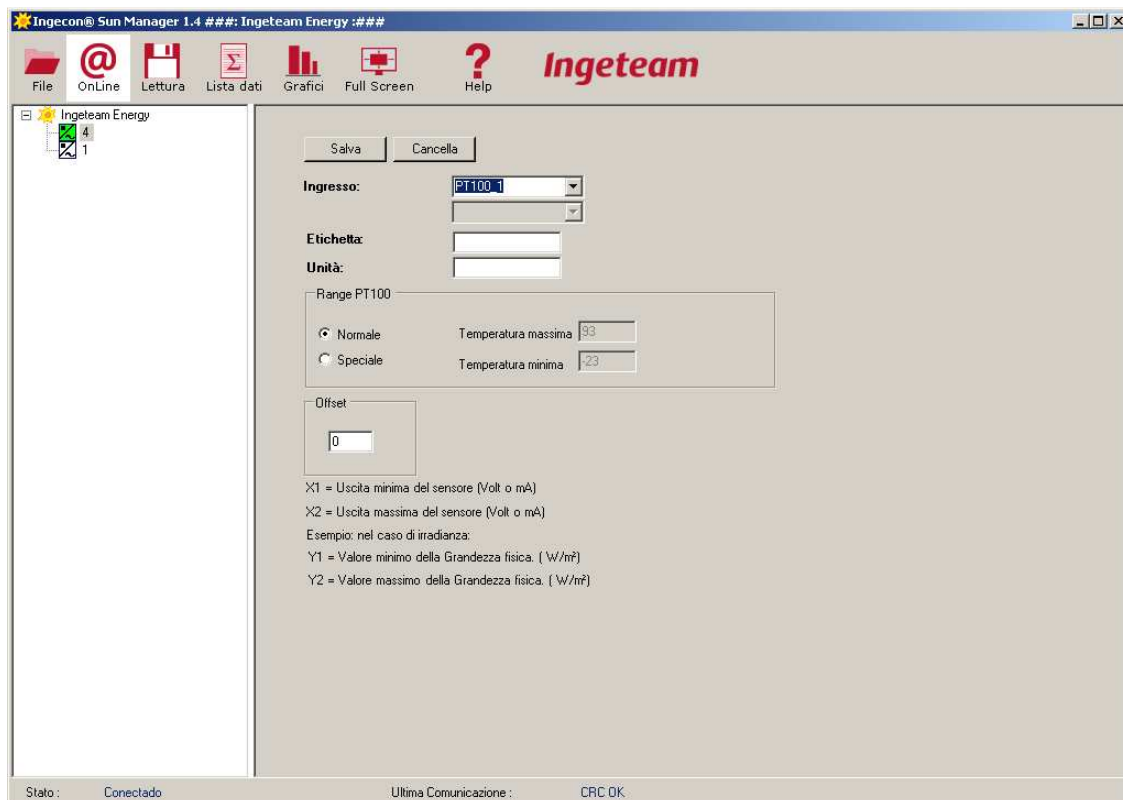 Ingecon® Sun Manager 1.4 ###: Ingeteam Energy :###
File
OnLine
Lettura
Lista dati
Grafici
Full Screen
Help
Ingeteam
Ingeteam Energy
4
1
Salva
Cancella
Ingresso:
PT100_1
Etichetta:
Unità:
Range PT100
Normale
Temperatura massima
93
Speciale
Temperatura minima
-23
Offset
0
X1 = Uscita minima del sensore (Volt o mA)
X2 = Uscita massima del sensore (Volt o mA)
Esempio: nel caso di irradianza:
Y1 = Valore minimo della Grandezza fisica. ( W/m²)
Y2 = Valore massimo della Grandezza fisica. ( W/m²)
Stato :
Conectado
Ultima Comunicazione :
CRC OK